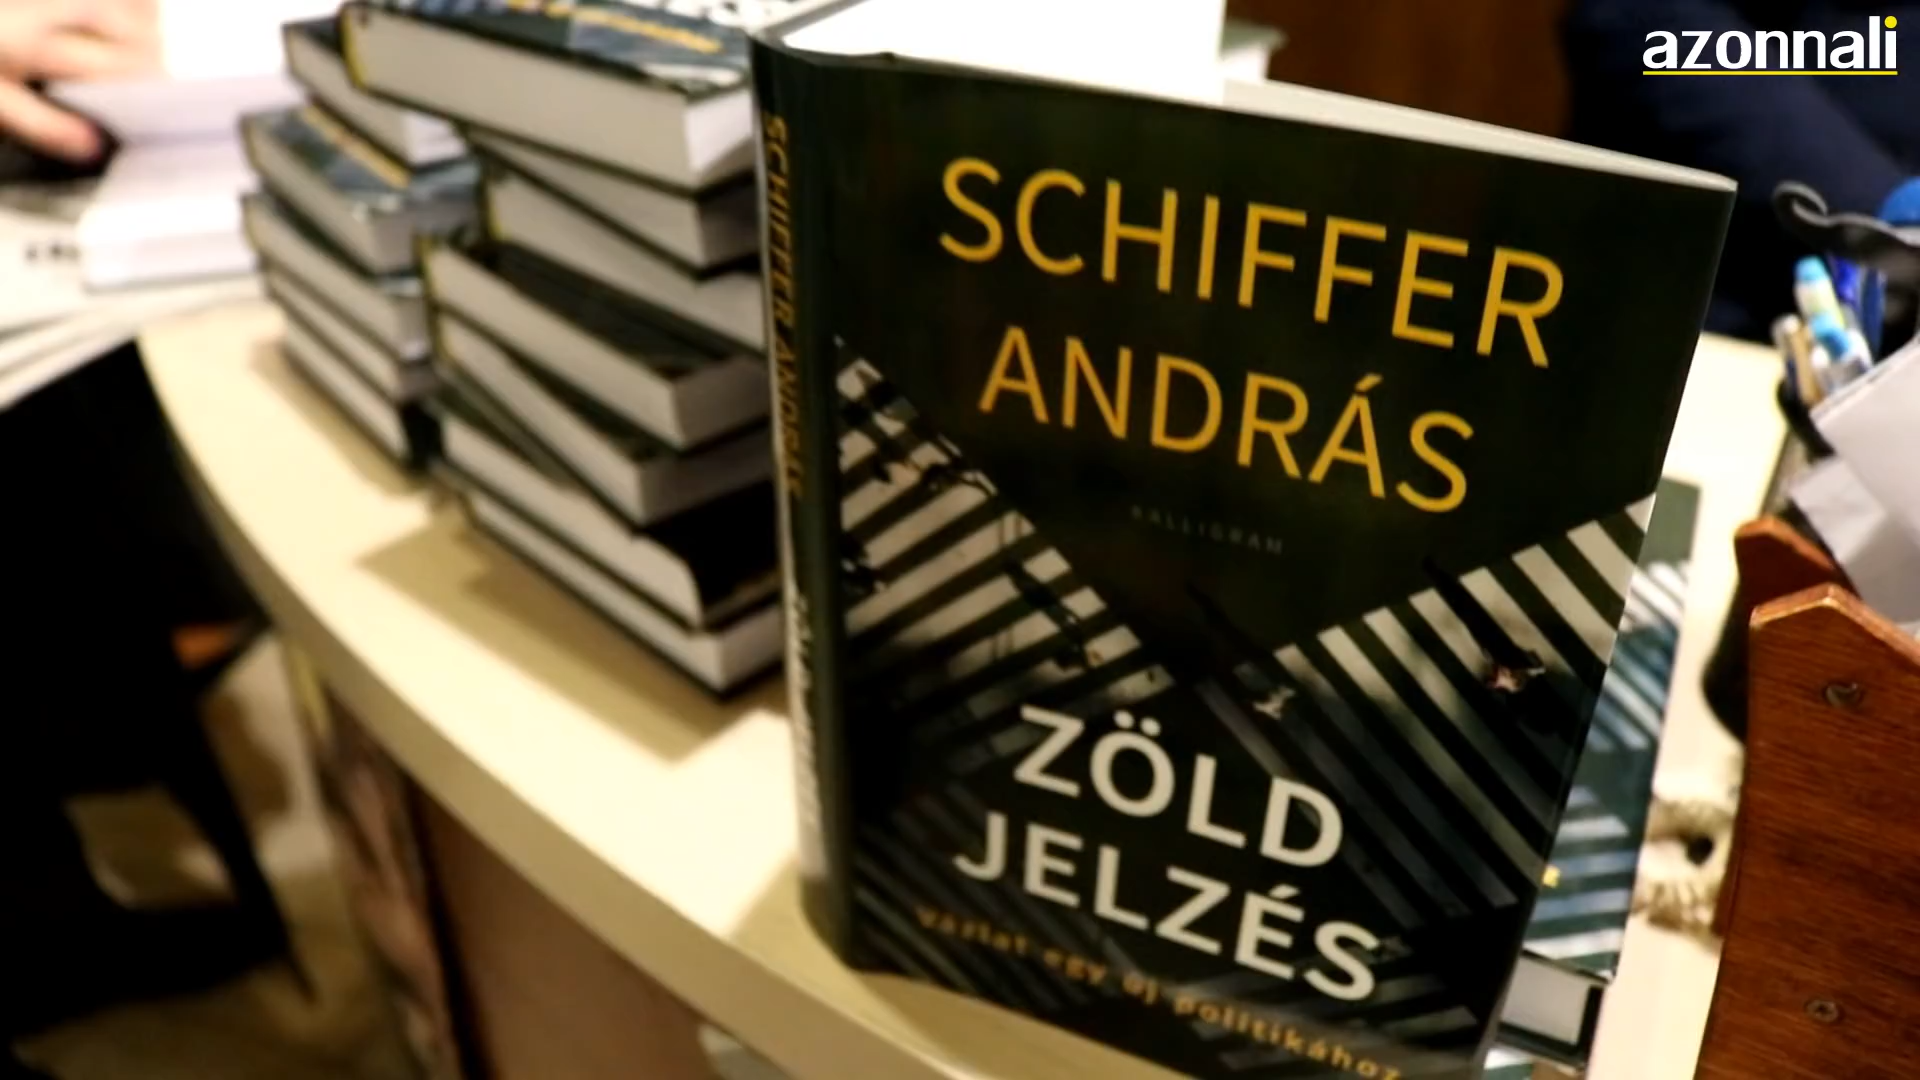 azonnali
SCHIFFER
ANDRÁS
KALLIGRAM
ZÖLD
JELZÉS
vázlat egy új politikához
SCHIFFER ANDRÁS